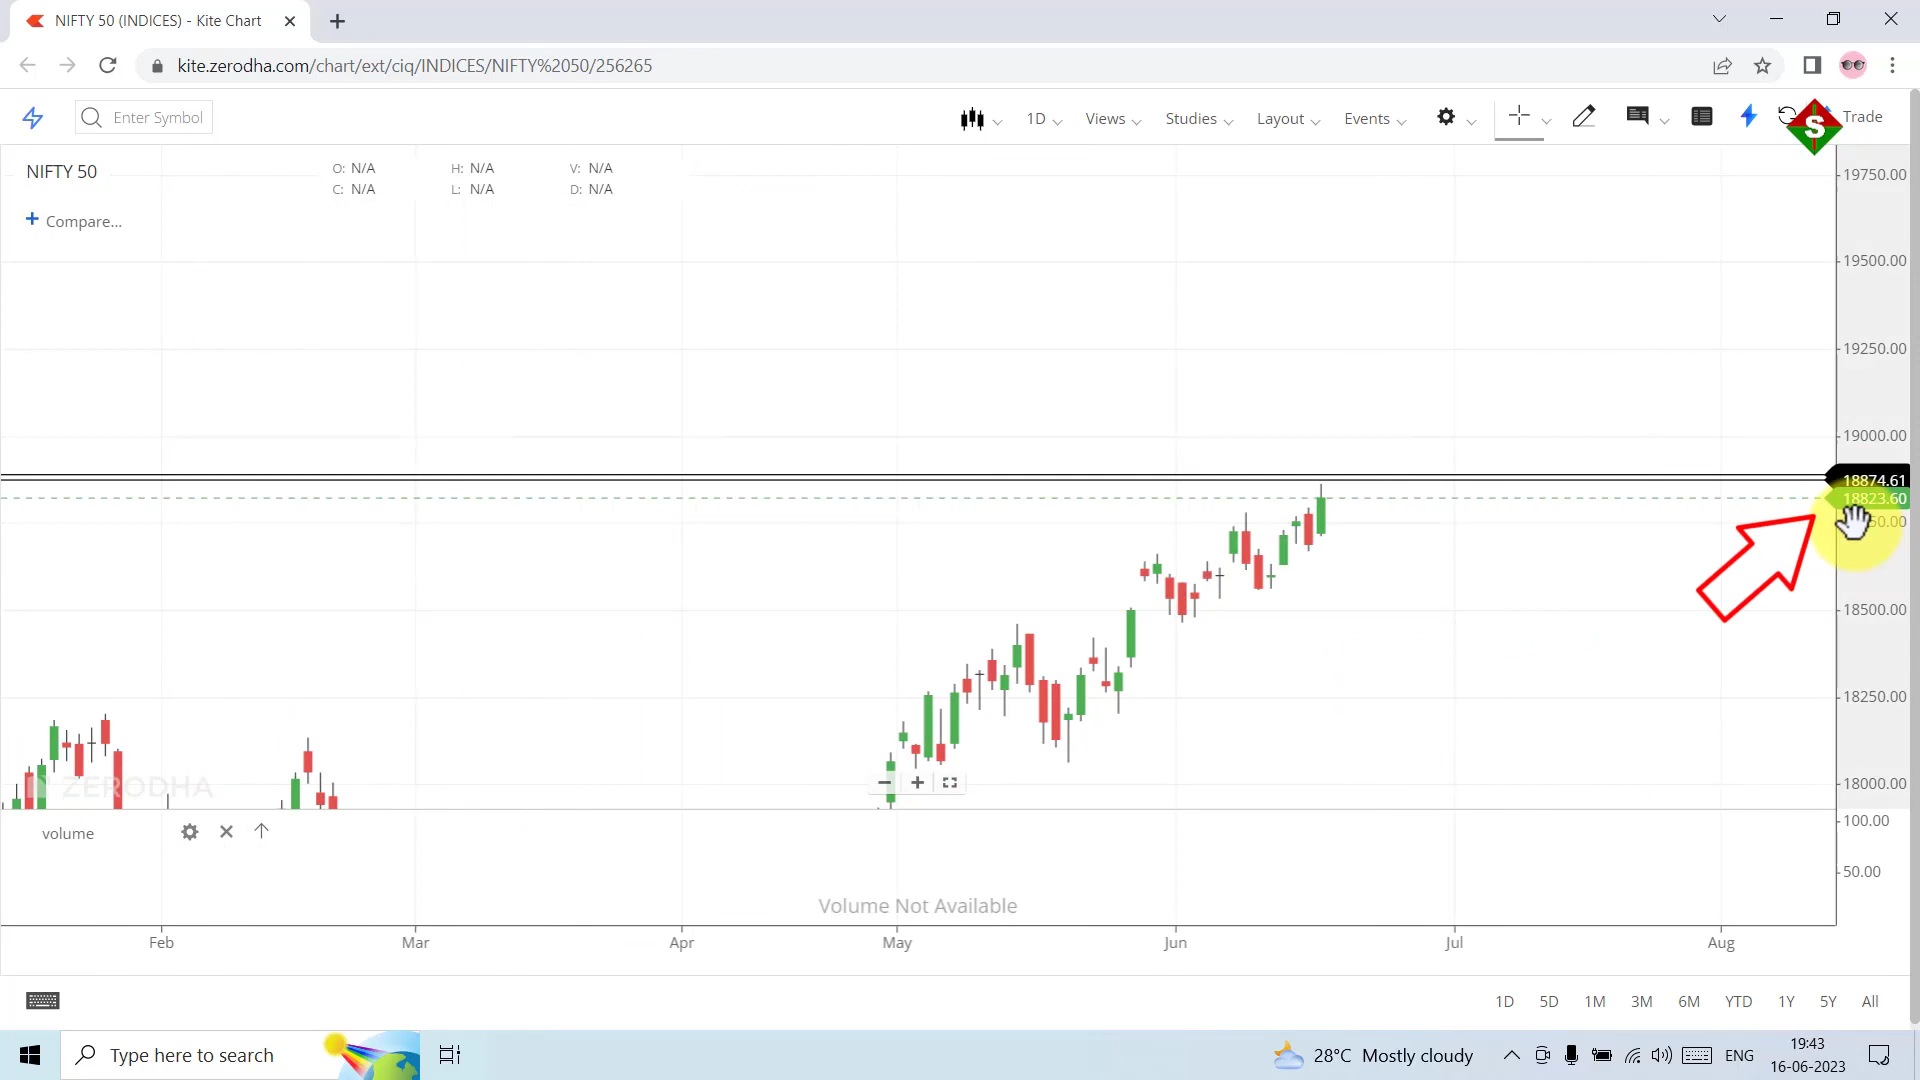 NIFTY 50 (INDICES) - Kite Chart
kite.zerodha.com/chart/ext/ciq/INDICES/NIFTY%2050/256265
Enter Symbol
1D
Views
Studies
Layout
Events
S
Trade
NIFTY 50
O: N/A
H: N/A
V: N/A
C: N/A
L: N/A
D: N/A
+ Compare...
19750.00
19500.00
19250.00
19000.00
18874.61
18823.60
18500.00
18250.00
18000.00
ZERODHA
volume
100.00
50.00
Volume Not Available
Feb
Mar
Apr
May
Jun
Jul
Aug
1D
5D
1M
3M
6M
YTD
1Y
5Y
All
Type here to search
28°C Mostly cloudy
ENG
19:43
16-06-2023